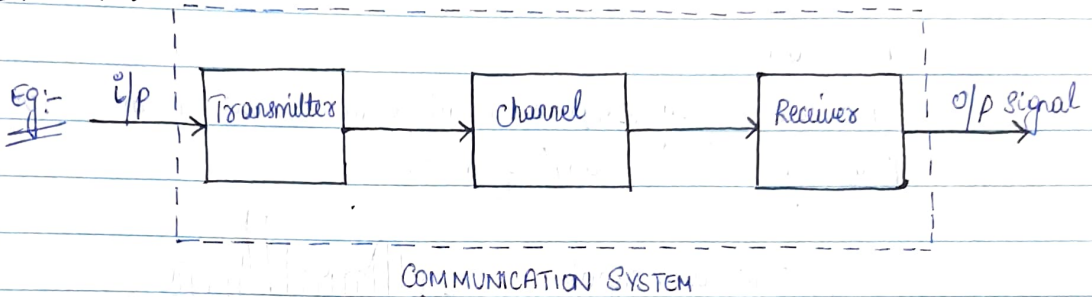 Eg:-
i/p
Transmitter
Channel
Receiver
o/p signal
COMMUNICATION SYSTEM